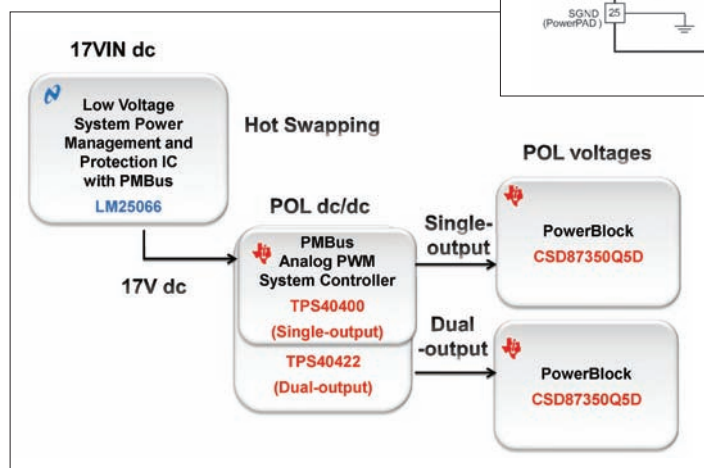 SGND
(PowerPAD)
25
17VIN dc
Low Voltage
System Power
Management and
Protection IC
with PMBus
LM25066
Hot Swapping
17V dc
POL dc/dc
PMBus
Analog PWM
System Controller
TPS40400
(Single-output)
TPS40422
(Dual-output)
Single-
output
Dual
-output
POL voltages
PowerBlock
CSD87350Q5D
PowerBlock
CSD87350Q5D